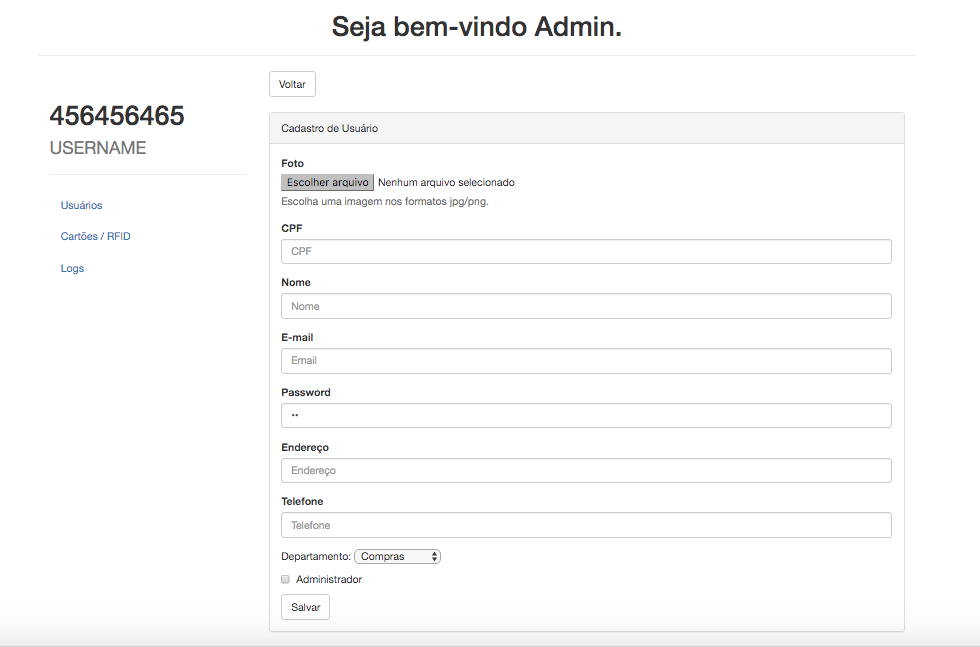 Seja bem-vindo Admin.
Voltar
456456465
USERNAME
Usuários
Cartões / RFID
Logs
Cadastro de Usuário
Foto
Escolher arquivo Nenhum arquivo selecionado
Escolha uma imagem nos formatos jpg/png.
CPF
CPF
Nome
Nome
E-mail
Email
Password
••
Endereço
Endereço
Telefone
Telefone
Departamento: Compras
Administrador
Salvar